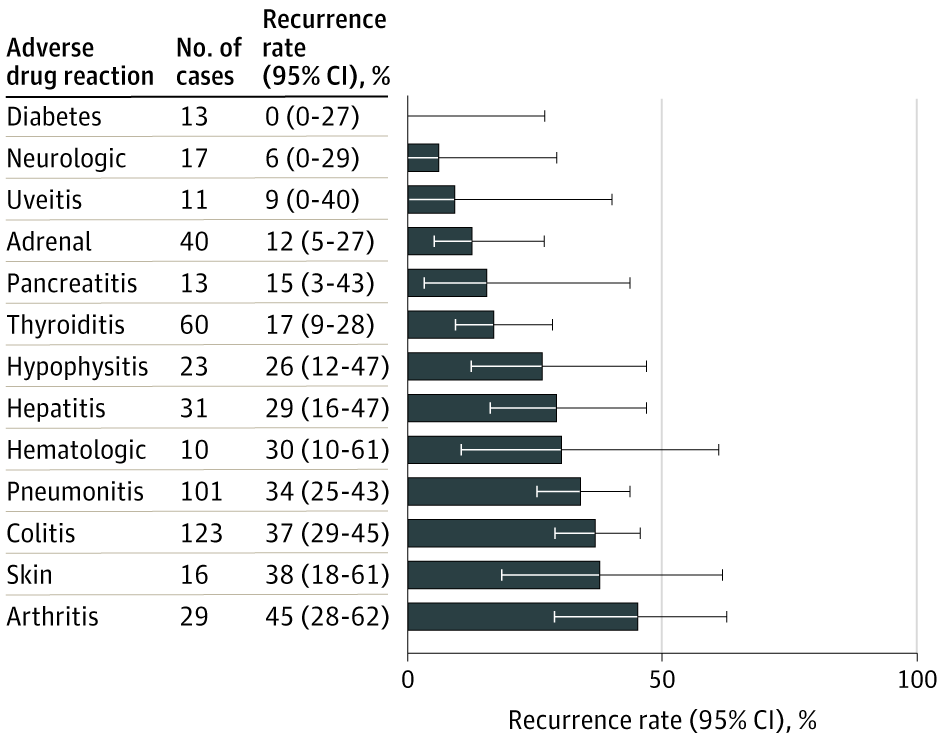 Adverse drug reaction No. of cases Recurrence rate (95% CI), %
Diabetes 13 0 (0-27)
Neurologic 17 6 (0-29)
Uveitis 11 9 (0-40)
Adrenal 40 12 (5-27)
Pancreatitis 13 15 (3-43)
Thyroiditis 60 17 (9-28)
Hypophysitis 23 26 (12-47)
Hepatitis 31 29 (16-47)
Hematologic 10 30 (10-61)
Pneumonitis 101 34 (25-43)
Colitis 123 37 (29-45)
Skin 16 38 (18-61)
Arthritis 29 45 (28-62)
0 50 100
Recurrence rate (95% CI), %